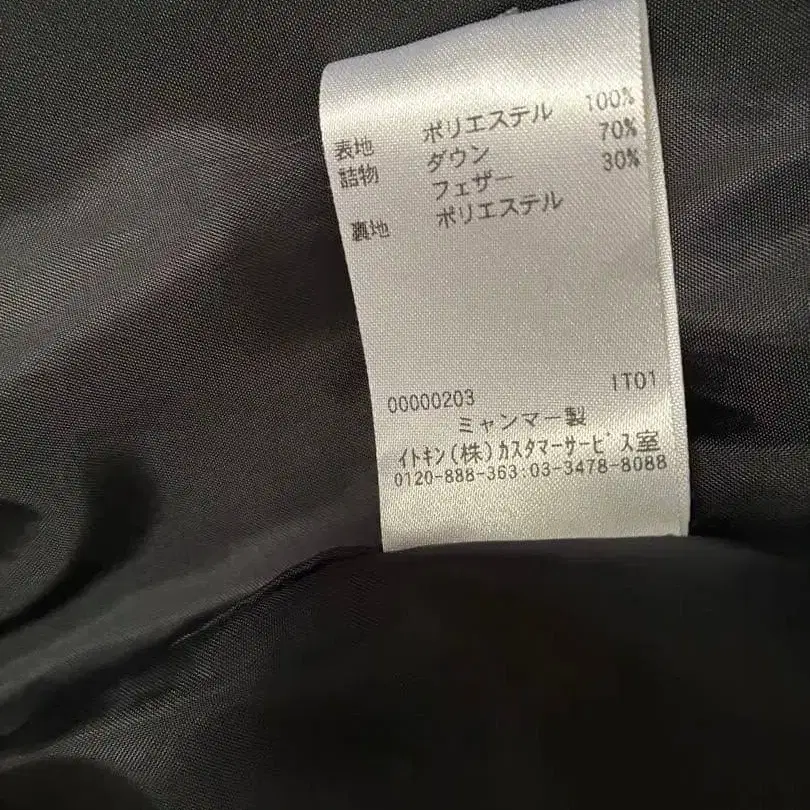 表地 ポリエステル 100%
詰物 ダウン 70%
フェザー 30%
裏地 ポリエステル
00000203 IT01
ミャンマー製
イトキン(株)カスタマーサービス室
0120-888-363:03-3478-8088